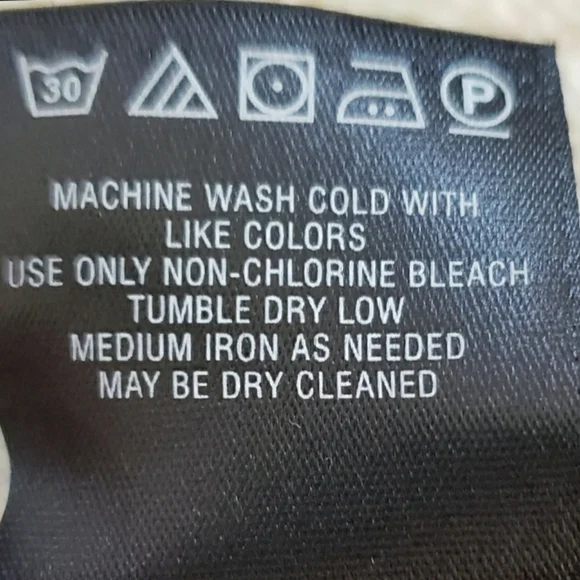 30 P
MACHINE WASH COLD WITH
LIKE COLORS
USE ONLY NON-CHLORINE BLEACH
TUMBLE DRY LOW
MEDIUM IRON AS NEEDED
MAY BE DRY CLEANED